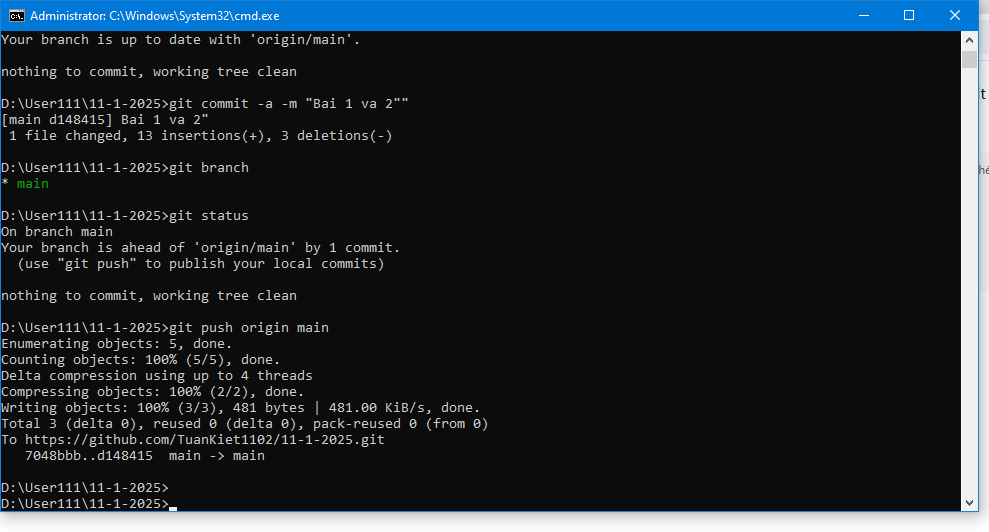 Administrator: C:\Windows\System32\cmd.exe
Your branch is up to date with 'origin/main'.
nothing to commit, working tree clean
D:\User111\11-1-2025>git commit -a -m "Bai 1 va 2""
[main d148415] Bai 1 va 2"
 1 file changed, 13 insertions(+), 3 deletions(-)
D:\User111\11-1-2025>git branch
* main
D:\User111\11-1-2025>git status
On branch main
Your branch is ahead of 'origin/main' by 1 commit.
  (use "git push" to publish your local commits)
nothing to commit, working tree clean
D:\User111\11-1-2025>git push origin main
Enumerating objects: 5, done.
Counting objects: 100% (5/5), done.
Delta compression using up to 4 threads
Compressing objects: 100% (2/2), done.
Writing objects: 100% (3/3), 481 bytes | 481.00 KiB/s, done.
Total 3 (delta 0), reused 0 (delta 0), pack-reused 0 (from 0)
To https://github.com/TuanKiet1102/11-1-2025.git
   7048bbb..d148415  main -> main
D:\User111\11-1-2025>
D:\User111\11-1-2025>